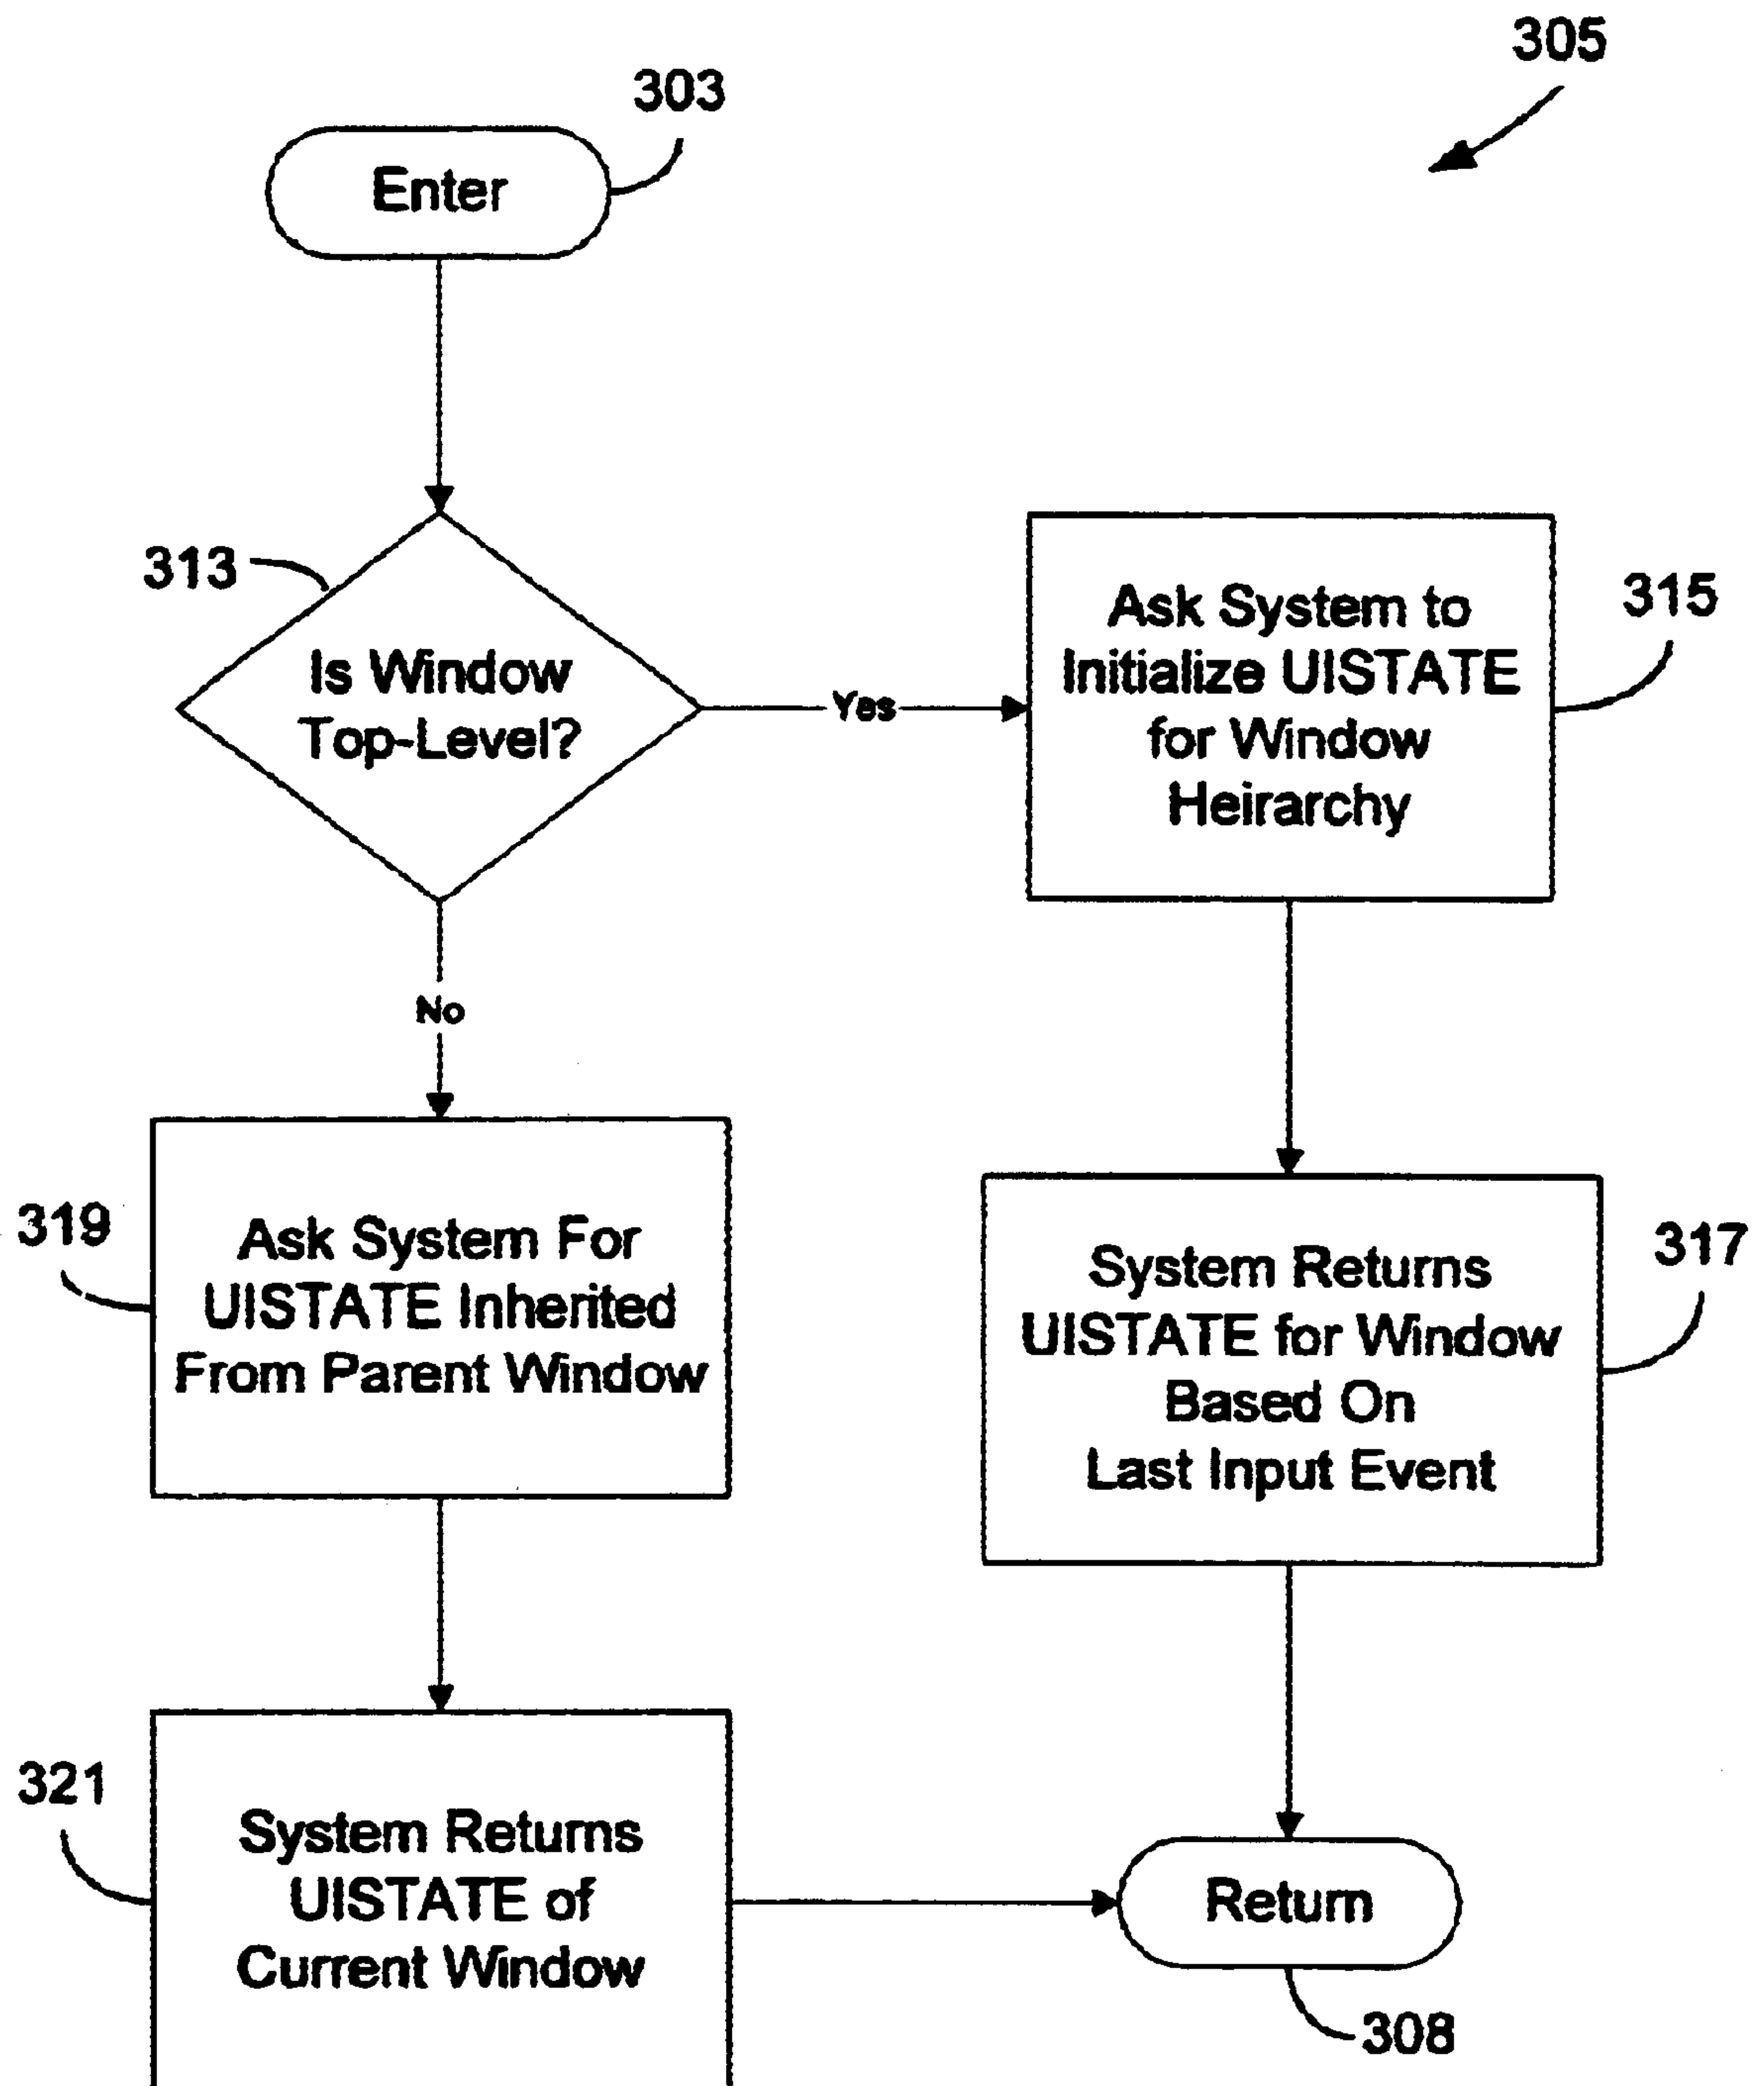 305
303
Enter
313
Is Window
Top-Level?
Yes
Ask System to
Initialize UISTATE
for Window
Heirarchy
315
No
319
Ask System For
UISTATE Inherited
From Parent Window
System Returns
UISTATE for Window
Based On
Last Input Event
317
321
System Returns
UISTATE of
Current Window
Return
308